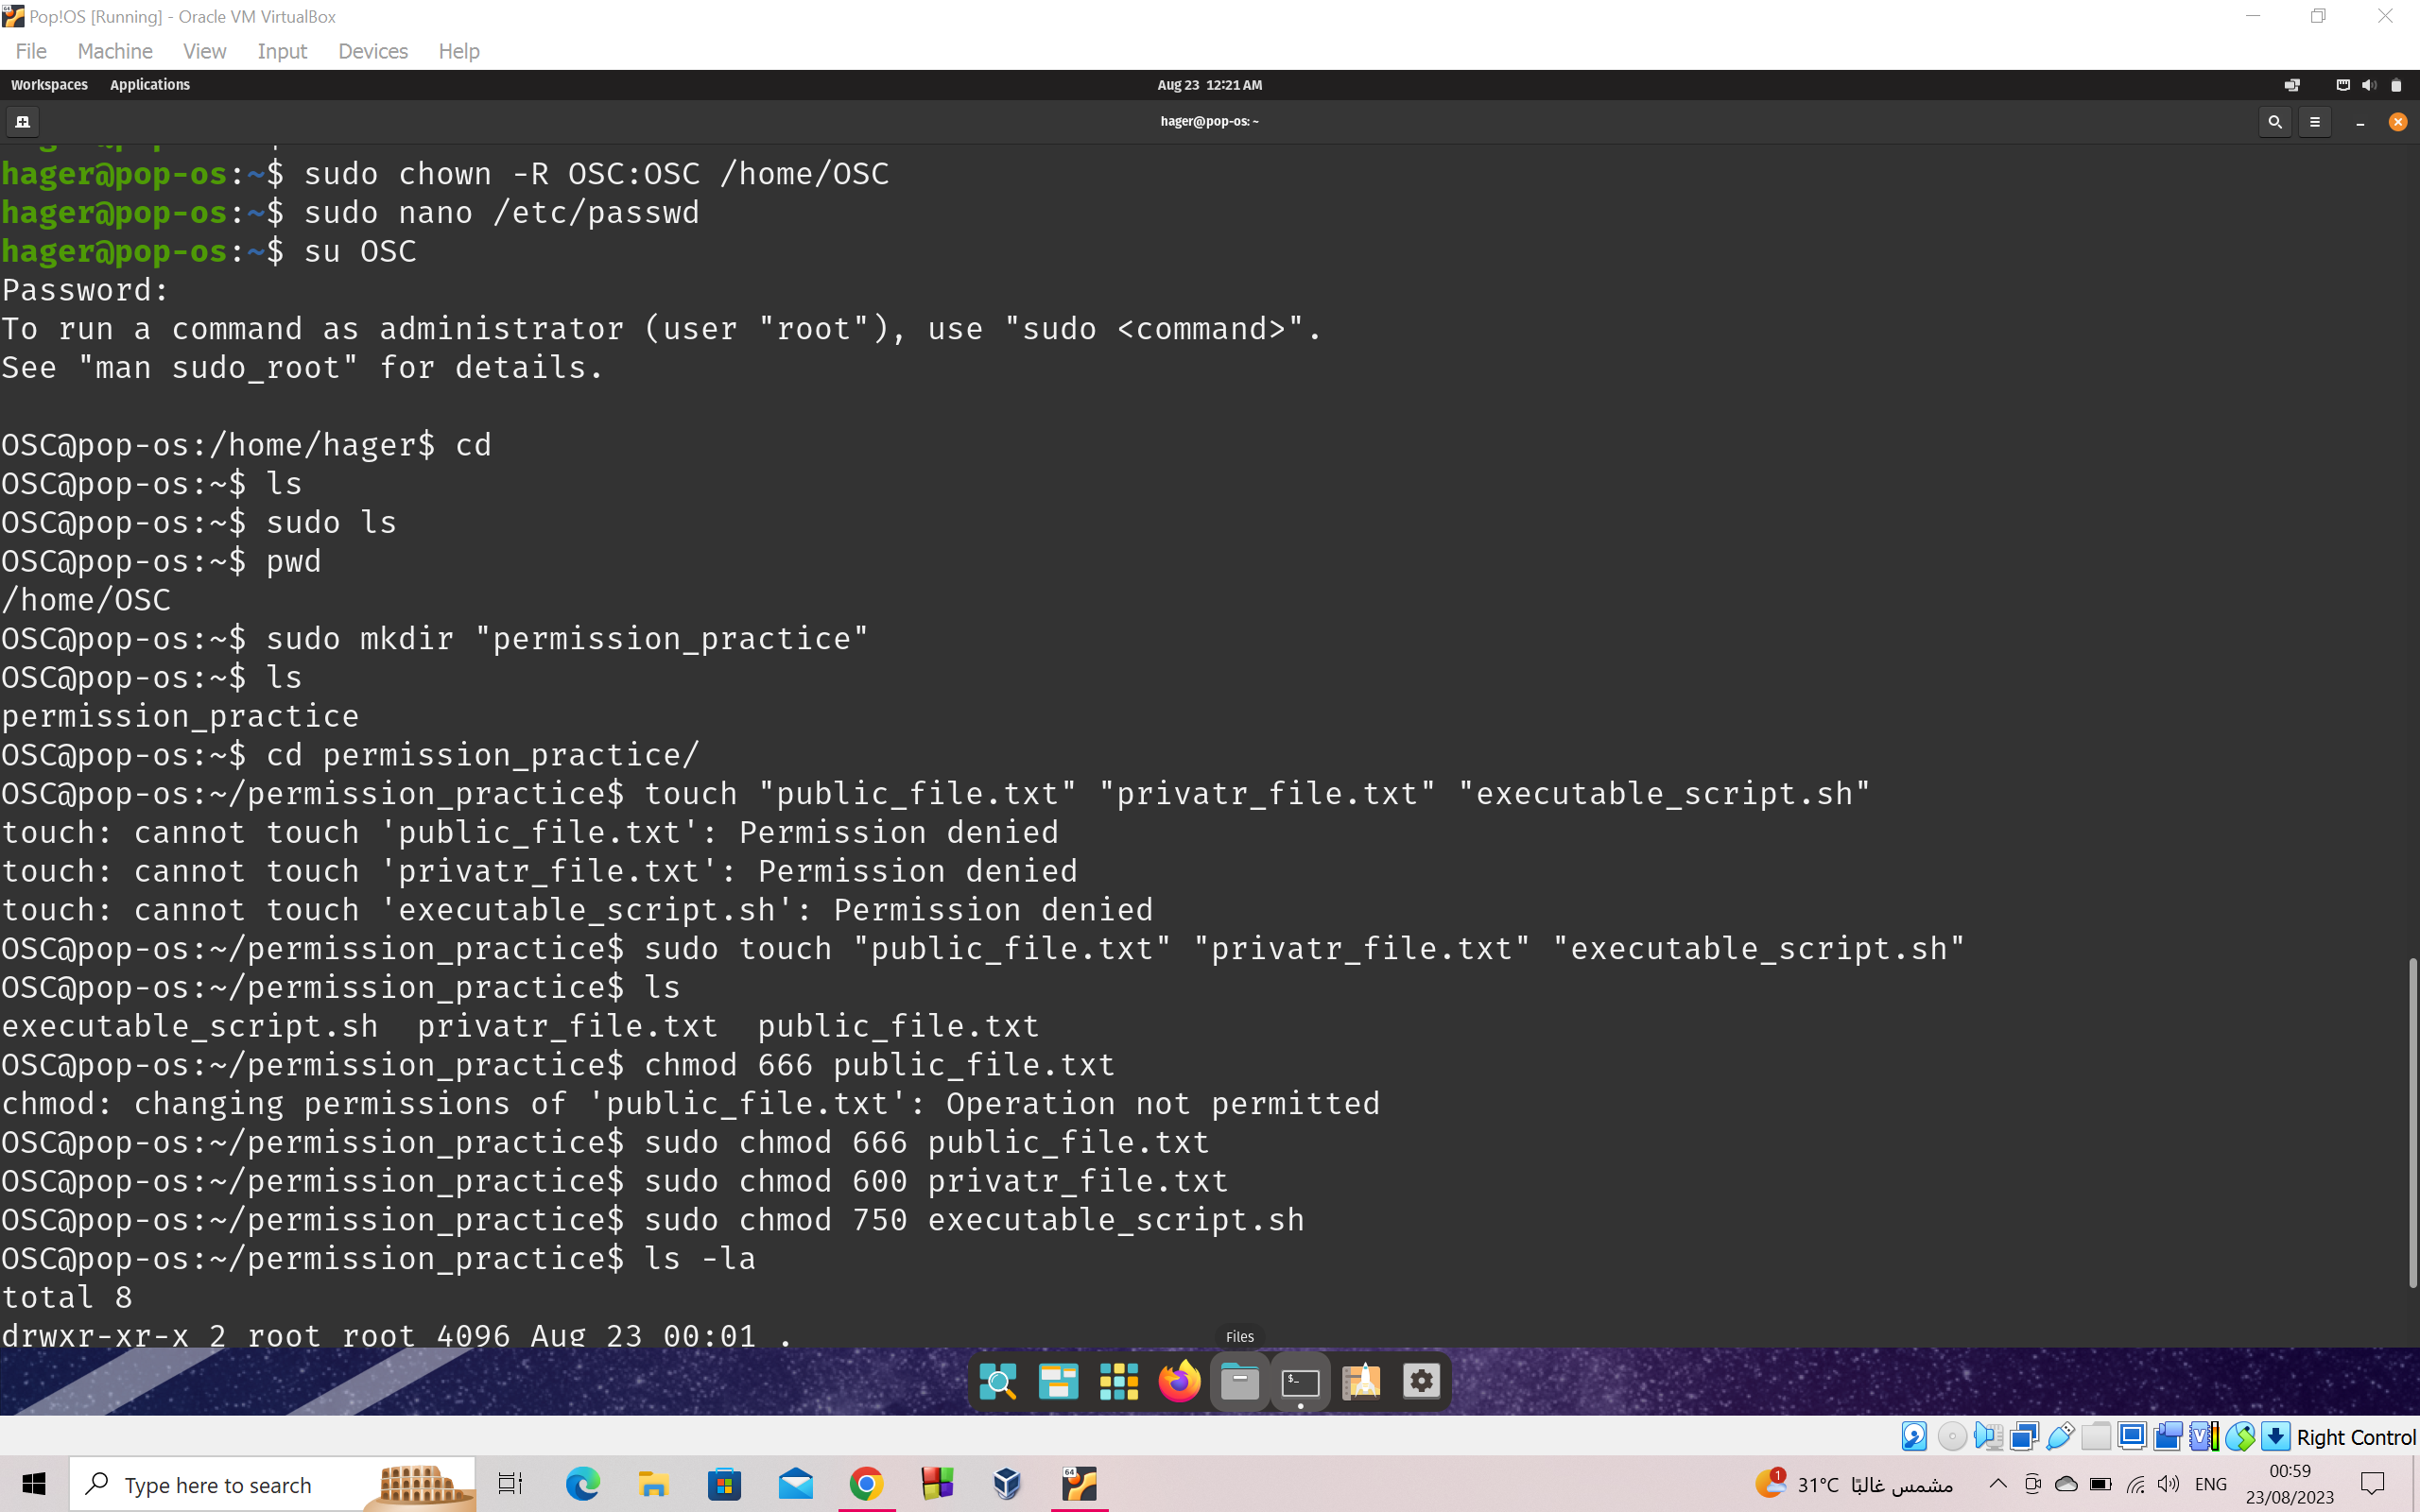 Pop!OS [Running] - Oracle VM VirtualBox
File Machine View Input Devices Help
Workspaces Applications Aug 23 12:21 AM
hager@pop-os: ~
hager@pop-os:~$ sudo chown -R OSC:OSC /home/OSC
hager@pop-os:~$ sudo nano /etc/passwd
hager@pop-os:~$ su OSC
Password:
To run a command as administrator (user "root"), use "sudo <command>".
See "man sudo_root" for details.
OSC@pop-os:/home/hager$ cd
OSC@pop-os:~$ ls
OSC@pop-os:~$ sudo ls
OSC@pop-os:~$ pwd
/home/OSC
OSC@pop-os:~$ sudo mkdir "permission_practice"
OSC@pop-os:~$ ls
permission_practice
OSC@pop-os:~$ cd permission_practice/
OSC@pop-os:~/permission_practice$ touch "public_file.txt" "privatr_file.txt" "executable_script.sh"
touch: cannot touch 'public_file.txt': Permission denied
touch: cannot touch 'privatr_file.txt': Permission denied
touch: cannot touch 'executable_script.sh': Permission denied
OSC@pop-os:~/permission_practice$ sudo touch "public_file.txt" "privatr_file.txt" "executable_script.sh"
OSC@pop-os:~/permission_practice$ ls
executable_script.sh  privatr_file.txt  public_file.txt
OSC@pop-os:~/permission_practice$ chmod 666 public_file.txt
chmod: changing permissions of 'public_file.txt': Operation not permitted
OSC@pop-os:~/permission_practice$ sudo chmod 666 public_file.txt
OSC@pop-os:~/permission_practice$ sudo chmod 600 privatr_file.txt
OSC@pop-os:~/permission_practice$ sudo chmod 750 executable_script.sh
OSC@pop-os:~/permission_practice$ ls -la
total 8
drwxr-xr-x 2 root root 4096 Aug 23 00:01 .
Files
Right Control
Type here to search
1 31°C مشمس غالبًا ENG 00:59
23/08/2023